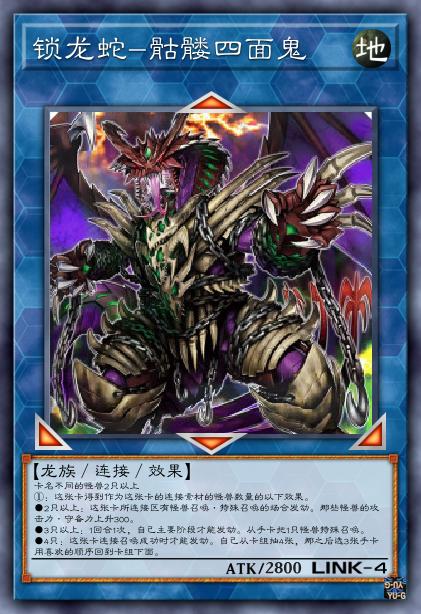 锁龙蛇-骷髅四面鬼
地
【龙族/连接/效果】
卡名不同的怪兽2只以上
①：这张卡得到作为这张卡的连接素材的怪兽数量的以下效果。
●2只以上：这张卡所连接区有怪兽召唤·特殊召唤的场合发动。那些怪兽的攻
击力·守备力上升300。
●3只以上：1回合1次，自己主要阶段才能发动。从手卡把1只怪兽特殊召唤。
●4只：这张卡连接召唤成功时才能发动。自己从卡组抽4张，那之后选3张手卡
用喜欢的顺序回到卡组下面。
ATK/2800 LINK-4